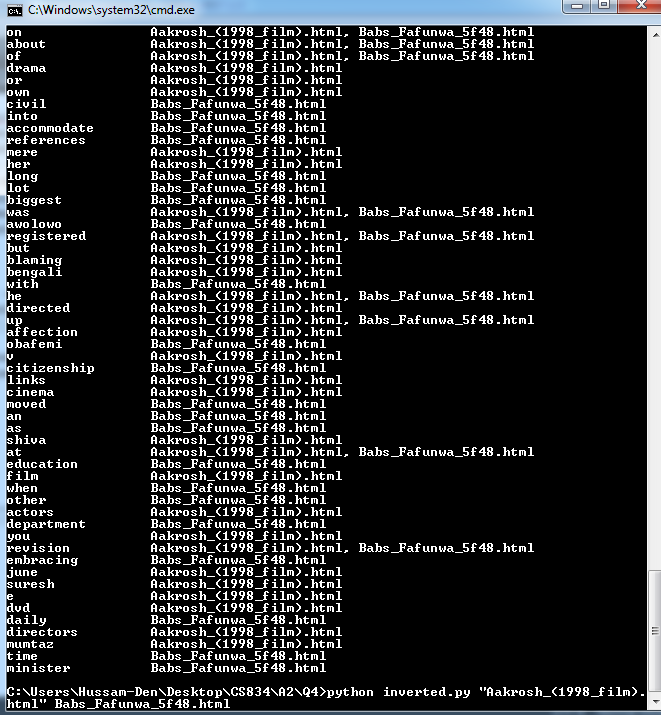 C:\Windows\system32\cmd.exe
on Aakrosh_(1998_film).html, Babs_Fafunwa_5f48.html
about Aakrosh_(1998_film).html, Babs_Fafunwa_5f48.html
of Aakrosh_(1998_film).html, Babs_Fafunwa_5f48.html
drama Aakrosh_(1998_film).html
or Aakrosh_(1998_film).html
own Aakrosh_(1998_film).html
civil Babs_Fafunwa_5f48.html
into Babs_Fafunwa_5f48.html
accommodate Babs_Fafunwa_5f48.html
references Babs_Fafunwa_5f48.html
mere Aakrosh_(1998_film).html
her Aakrosh_(1998_film).html
long Babs_Fafunwa_5f48.html
lot Babs_Fafunwa_5f48.html
biggest Babs_Fafunwa_5f48.html
was Aakrosh_(1998_film).html, Babs_Fafunwa_5f48.html
awolowo Babs_Fafunwa_5f48.html
registered Aakrosh_(1998_film).html, Babs_Fafunwa_5f48.html
but Aakrosh_(1998_film).html
blaming Aakrosh_(1998_film).html
bengali Aakrosh_(1998_film).html
with Babs_Fafunwa_5f48.html
he Aakrosh_(1998_film).html, Babs_Fafunwa_5f48.html
directed Aakrosh_(1998_film).html
up Aakrosh_(1998_film).html, Babs_Fafunwa_5f48.html
affection Aakrosh_(1998_film).html
obafemi Babs_Fafunwa_5f48.html
v Aakrosh_(1998_film).html
citizenship Babs_Fafunwa_5f48.html
links Aakrosh_(1998_film).html
cinema Aakrosh_(1998_film).html
moved Babs_Fafunwa_5f48.html
an Babs_Fafunwa_5f48.html
as Babs_Fafunwa_5f48.html
shiva Aakrosh_(1998_film).html
at Aakrosh_(1998_film).html, Babs_Fafunwa_5f48.html
education Babs_Fafunwa_5f48.html
film Aakrosh_(1998_film).html
when Babs_Fafunwa_5f48.html
other Babs_Fafunwa_5f48.html
actors Aakrosh_(1998_film).html
department Babs_Fafunwa_5f48.html
you Aakrosh_(1998_film).html
revision Aakrosh_(1998_film).html, Babs_Fafunwa_5f48.html
embracing Babs_Fafunwa_5f48.html
june Aakrosh_(1998_film).html
suresh Aakrosh_(1998_film).html
e Aakrosh_(1998_film).html
dvd Aakrosh_(1998_film).html
daily Babs_Fafunwa_5f48.html
directors Aakrosh_(1998_film).html
mumtaz Aakrosh_(1998_film).html
time Babs_Fafunwa_5f48.html
minister Babs_Fafunwa_5f48.html
C:\Users\Hussam-Den\Desktop\CS834\A2\Q4>python inverted.py "Aakrosh_(1998_film).
html" Babs_Fafunwa_5f48.html